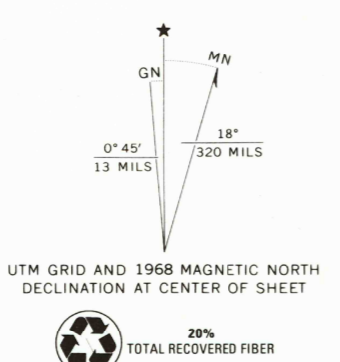 ★
MN
GN
0° 45′
13 MILS
18°
320 MILS
UTM GRID AND 1968 MAGNETIC NORTH
DECLINATION AT CENTER OF SHEET
20%
TOTAL RECOVERED FIBER